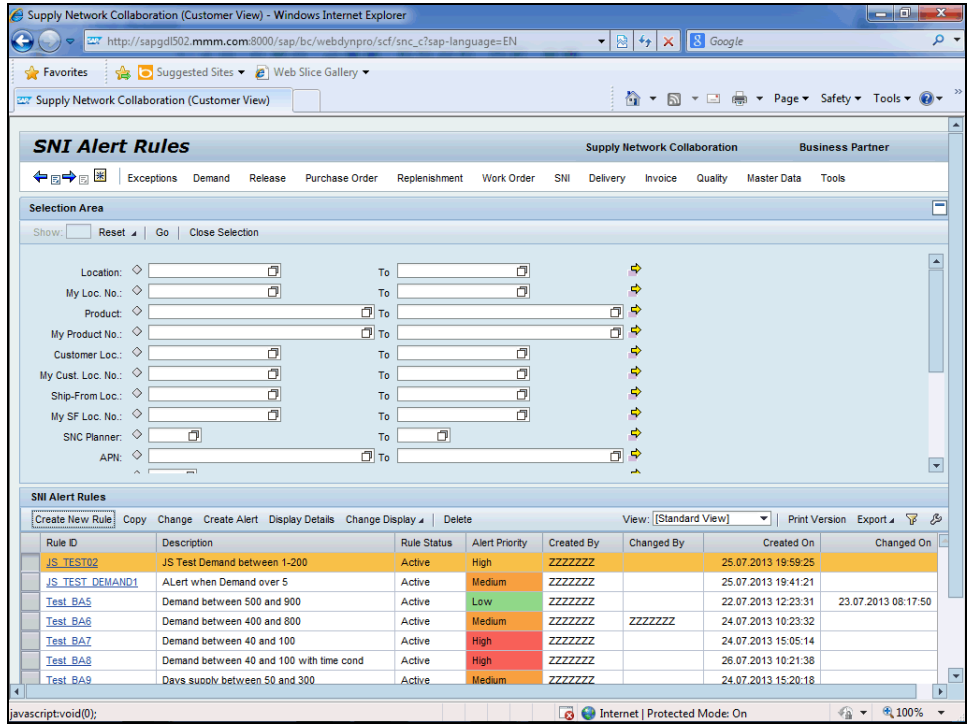 Supply Network Collaboration (Customer View) - Windows Internet Explorer
http://sapgdl502.mmm.com:8000/sap/bc/webdynpro/scf/snc_c?sap-language=EN Google
Favorites Suggested Sites Web Slice Gallery
Supply Network Collaboration (Customer View) Page Safety Tools
SNI Alert Rules Supply Network Collaboration Business Partner
Exceptions Demand Release Purchase Order Replenishment Work Order SNI Delivery Invoice Quality Master Data Tools
Selection Area
Show: Reset Go Close Selection
Location: To
My Loc. No.: To
Product: To
My Product No.: To
Customer Loc.: To
My Cust. Loc. No.: To
Ship-From Loc.: To
My SF Loc. No.: To
SNC Planner: To
APN: To
SNI Alert Rules
Create New Rule Copy Change Create Alert Display Details Change Display Delete View: [Standard View] Print Version Export
Rule ID Description Rule Status Alert Priority Created By Changed By Created On Changed On
JS_TEST02 JS Test Demand between 1-200 Active High ZZZZZZZ 25.07.2013 19:59:25
JS_TEST_DEMAND1 ALert when Demand over 5 Active Medium ZZZZZZZ 25.07.2013 19:41:21
Test_BA5 Demand between 500 and 900 Active Low ZZZZZZZ 22.07.2013 12:23:31 23.07.2013 08:17:50
Test_BA6 Demand between 400 and 800 Active Medium ZZZZZZZ ZZZZZZZ 24.07.2013 10:23:32
Test_BA7 Demand between 40 and 100 Active High ZZZZZZZ 24.07.2013 15:05:14
Test_BA8 Demand between 40 and 100 with time cond Active High ZZZZZZZ 26.07.2013 10:21:38
Test_BA9 Days supply between 50 and 300 Active Medium ZZZZZZZ 24.07.2013 15:20:18
javascript:void(0); Internet | Protected Mode: On 100%